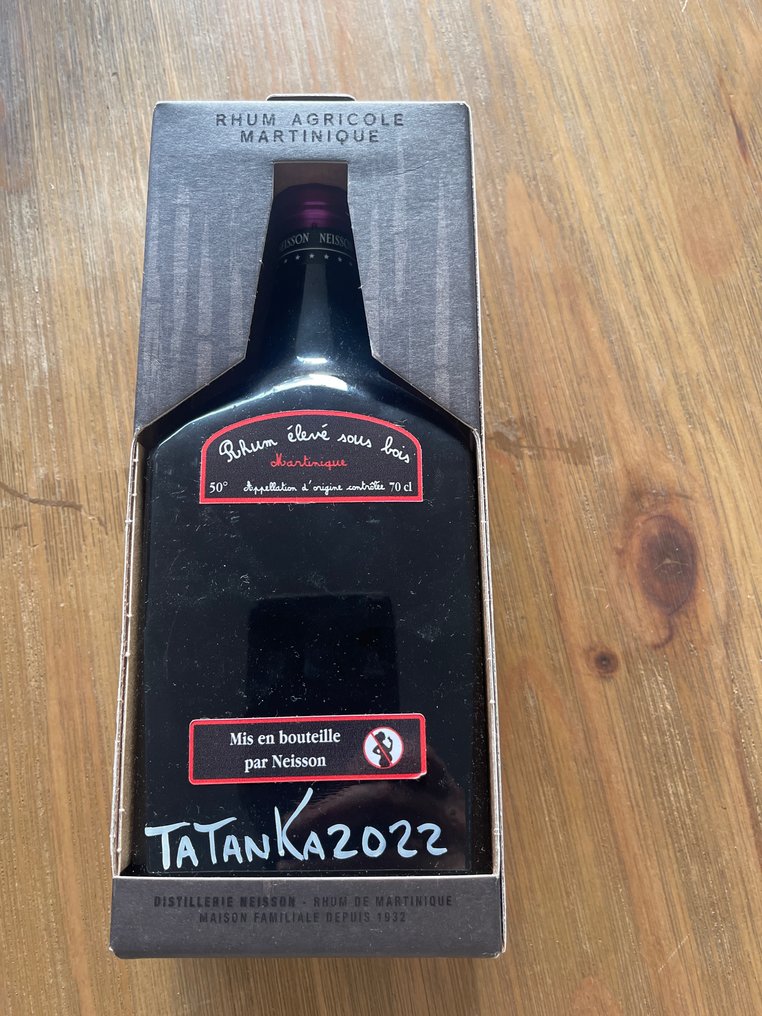 RHUM AGRICOLE
MARTINIQUE
NEISSON NEISSON
Rhum élevé sous bois
Martinique
50° Appellation d'origine contrôlée 70 cl
Mis en bouteille
par Neisson
TATANKA2022
DISTILLERIE NEISSON - RHUM DE MARTINIQUE
MAISON FAMILIALE DEPUIS 1932